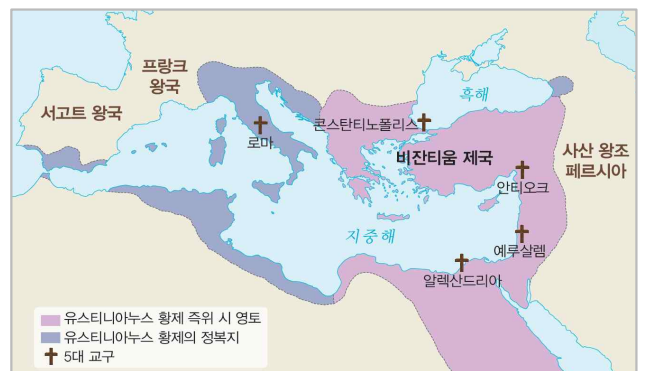 프랑크
왕국
서고트 왕국
흑해
콘스탄티노폴리스
로마
비잔티움 제국
사산 왕조
페르시아
안티오크
지중해
예루살렘
알렉산드리아
유스티니아누스 황제 즉위 시 영토
유스티니아누스 황제의 정복지
5대 교구